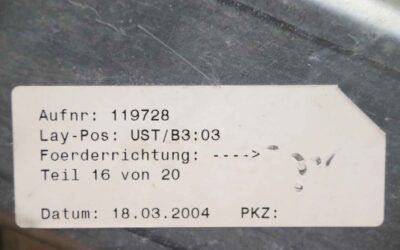 Aufnr: 119728
Lay-Pos: UST/B3:03
Foerderrichtung: ---->
Teil 16 von 20
Datum: 18.03.2004 PKZ: